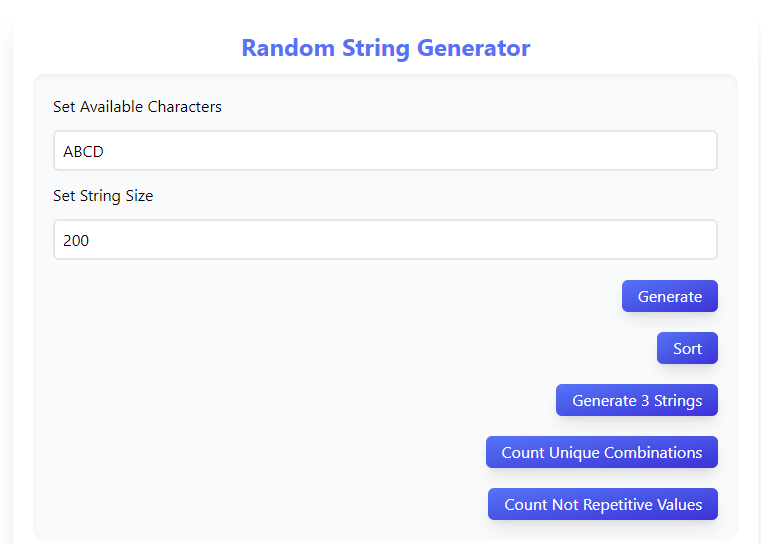 Random String Generator
Set Available Characters
ABCD
Set String Size
200
Generate
Sort
Generate 3 Strings
Count Unique Combinations
Count Not Repetitive Values